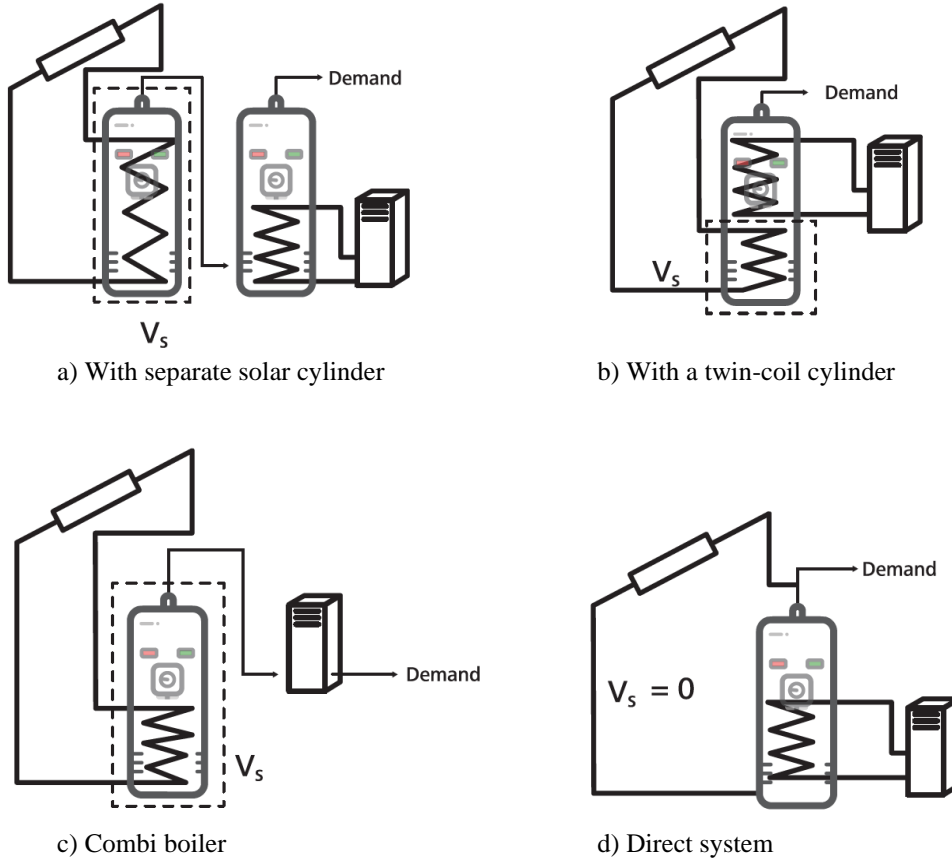 Demand
Vs
a) With separate solar cylinder
Demand
Vs
b) With a twin-coil cylinder
Demand
Vs
c) Combi boiler
Demand
Vs = 0
d) Direct system